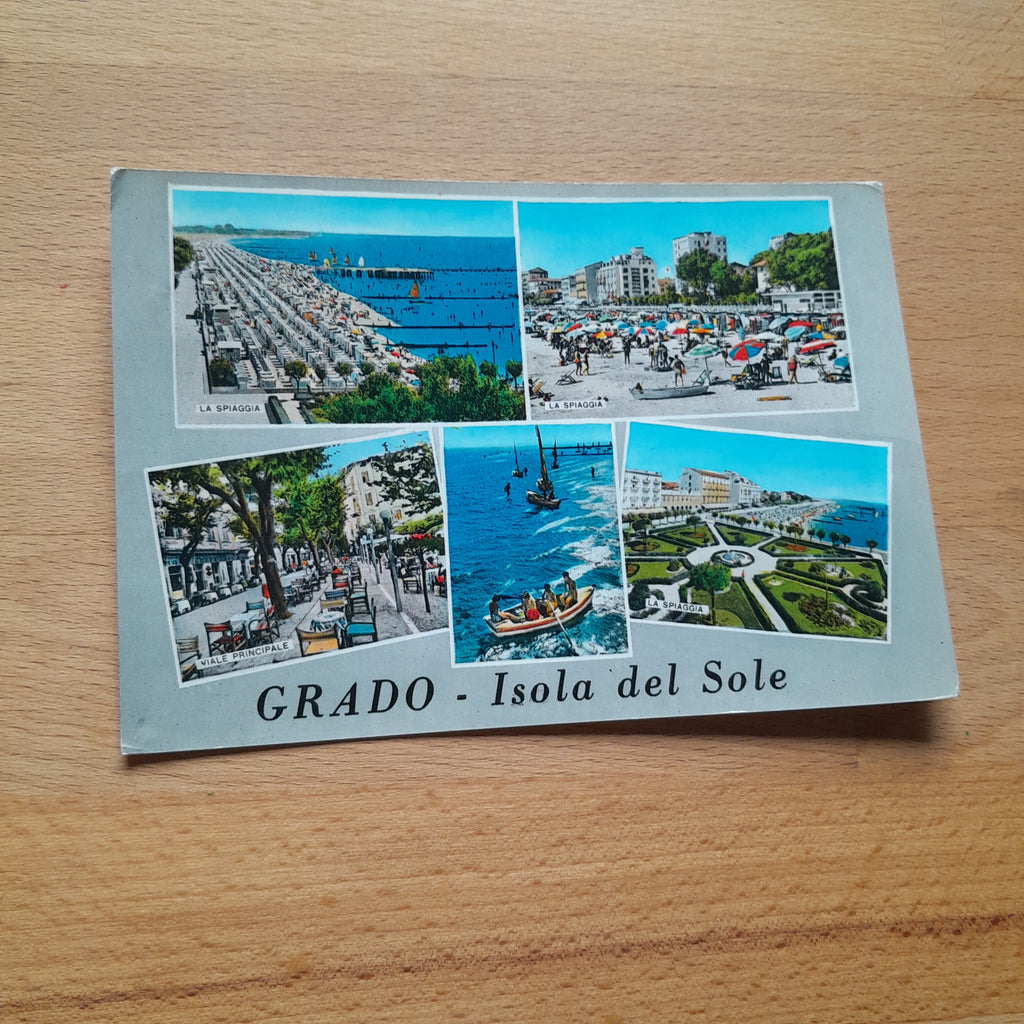 LA SPIAGGIA
LA SPIAGGIA
VIALE PRINCIPALE
LA SPIAGGIA
GRADO - Isola del Sole